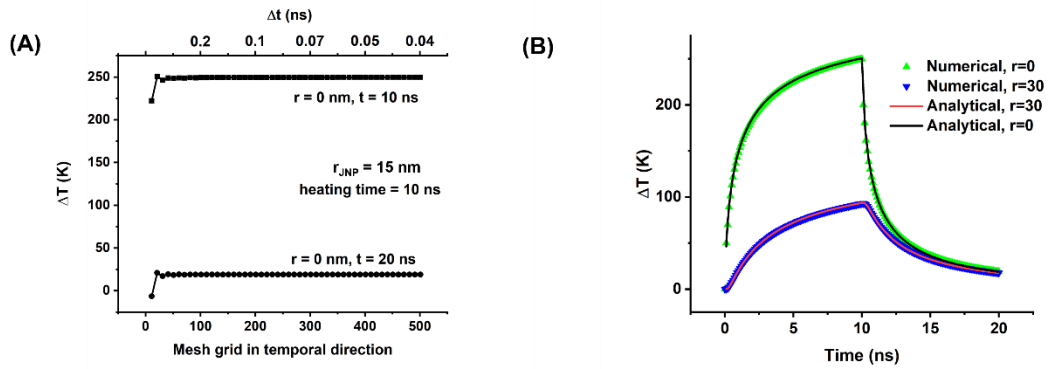 (A)
Δt (ns)
0.2 0.1 0.07 0.05 0.04
250
200
150
100
50
0
ΔT (K)
r = 0 nm, t = 10 ns
r_JNP = 15 nm
heating time = 10 ns
r = 0 nm, t = 20 ns
0 100 200 300 400 500
Mesh grid in temporal direction
(B)
200
100
0
ΔT (K)
Numerical, r=0
Numerical, r=30
Analytical, r=30
Analytical, r=0
0 5 10 15 20
Time (ns)